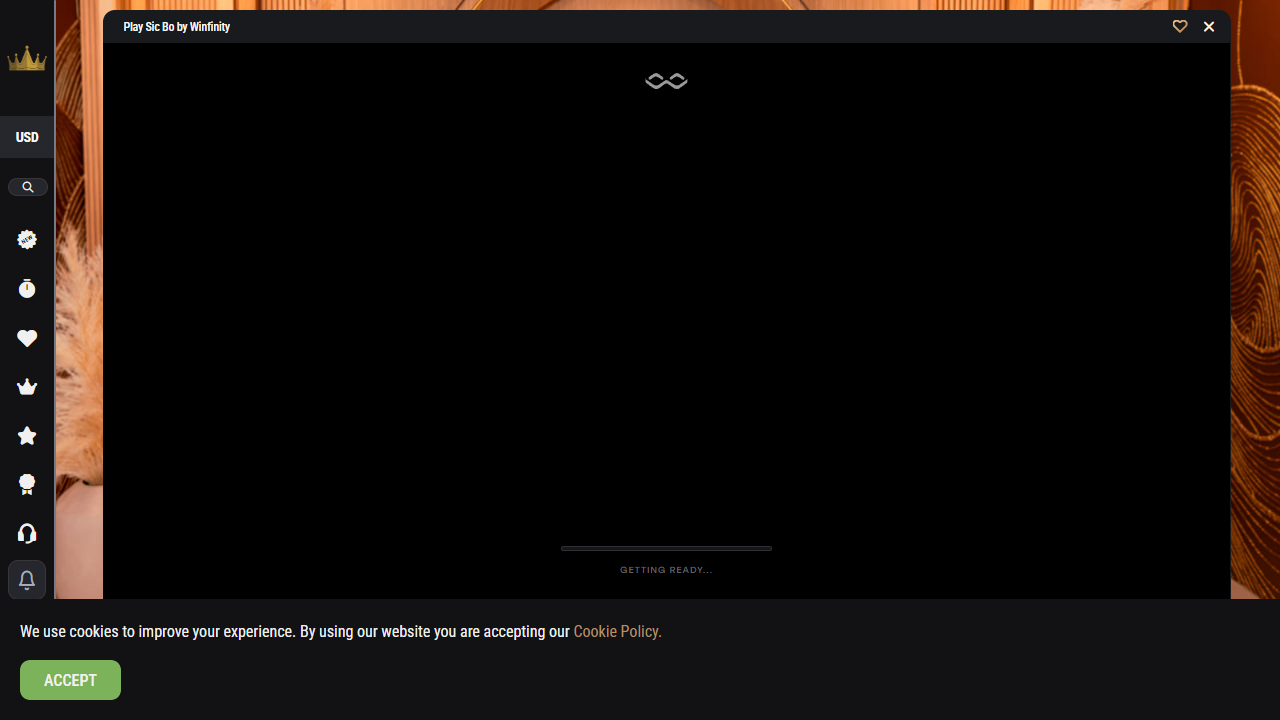 Play Sic Bo by Winfinity
USD
NEW
GETTING READY...
We use cookies to improve your experience. By using our website you are accepting our Cookie Policy.
ACCEPT